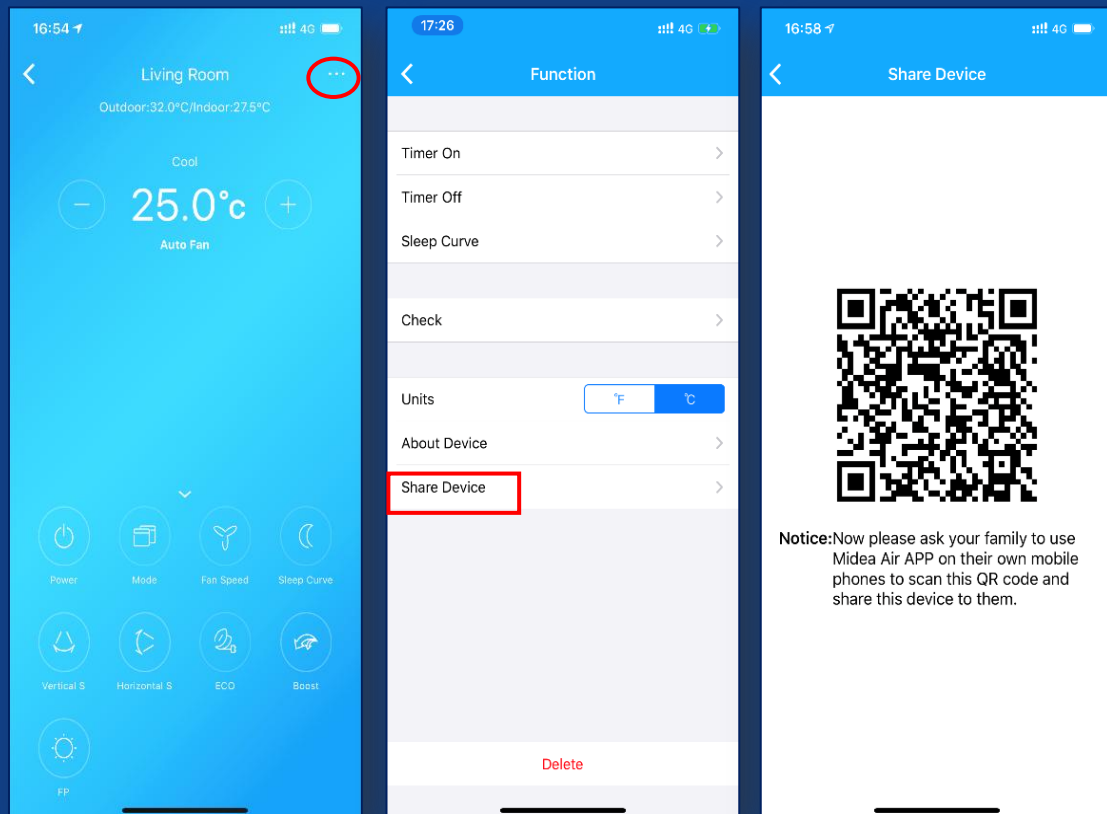 16:54
4G
Living Room
...
Outdoor:32.0°C/Indoor:27.5°C
Cool
25.0°c
Auto Fan
Power
Mode
Fan Speed
Sleep Curve
Vertical S
Horizontal S
ECO
Boost
FP
17:26
4G
Function
Timer On
Timer Off
Sleep Curve
Check
Units
°F
°C
About Device
Share Device
Delete
16:58
4G
Share Device
Notice:Now please ask your family to use
Midea Air APP on their own mobile
phones to scan this QR code and
share this device to them.